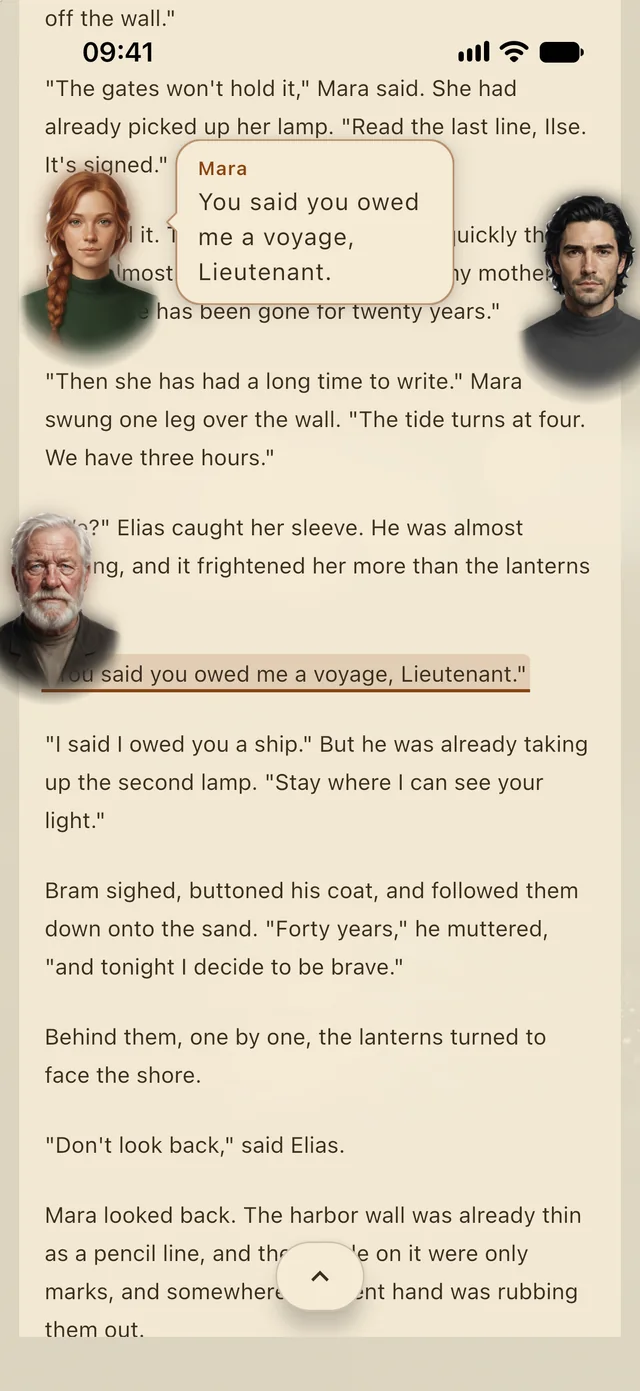 off the wall."
09:41
"The gates won't hold it," Mara said. She had
already picked up her lamp. "Read the last line, Ilse.
It's signed."
Mara
You said you owed
me a voyage,
Lieutenant.
it.
quickly
most
my mother
has been gone for twenty years."
"Then she has had a long time to write." Mara
swung one leg over the wall. "The tide turns at four.
We have three hours."
Elias caught her sleeve. He was almost
and it frightened her more than the lanterns
said you owed me a voyage, Lieutenant."
"I said I owed you a ship." But he was already taking
up the second lamp. "Stay where I can see your
light."
Bram sighed, buttoned his coat, and followed them
down onto the sand. "Forty years," he muttered,
"and tonight I decide to be brave."
Behind them, one by one, the lanterns turned to
face the shore.
"Don't look back," said Elias.
Mara looked back. The harbor wall was already thin
as a pencil line, and on it were only
marks, and somewhere hand was rubbing
them out.